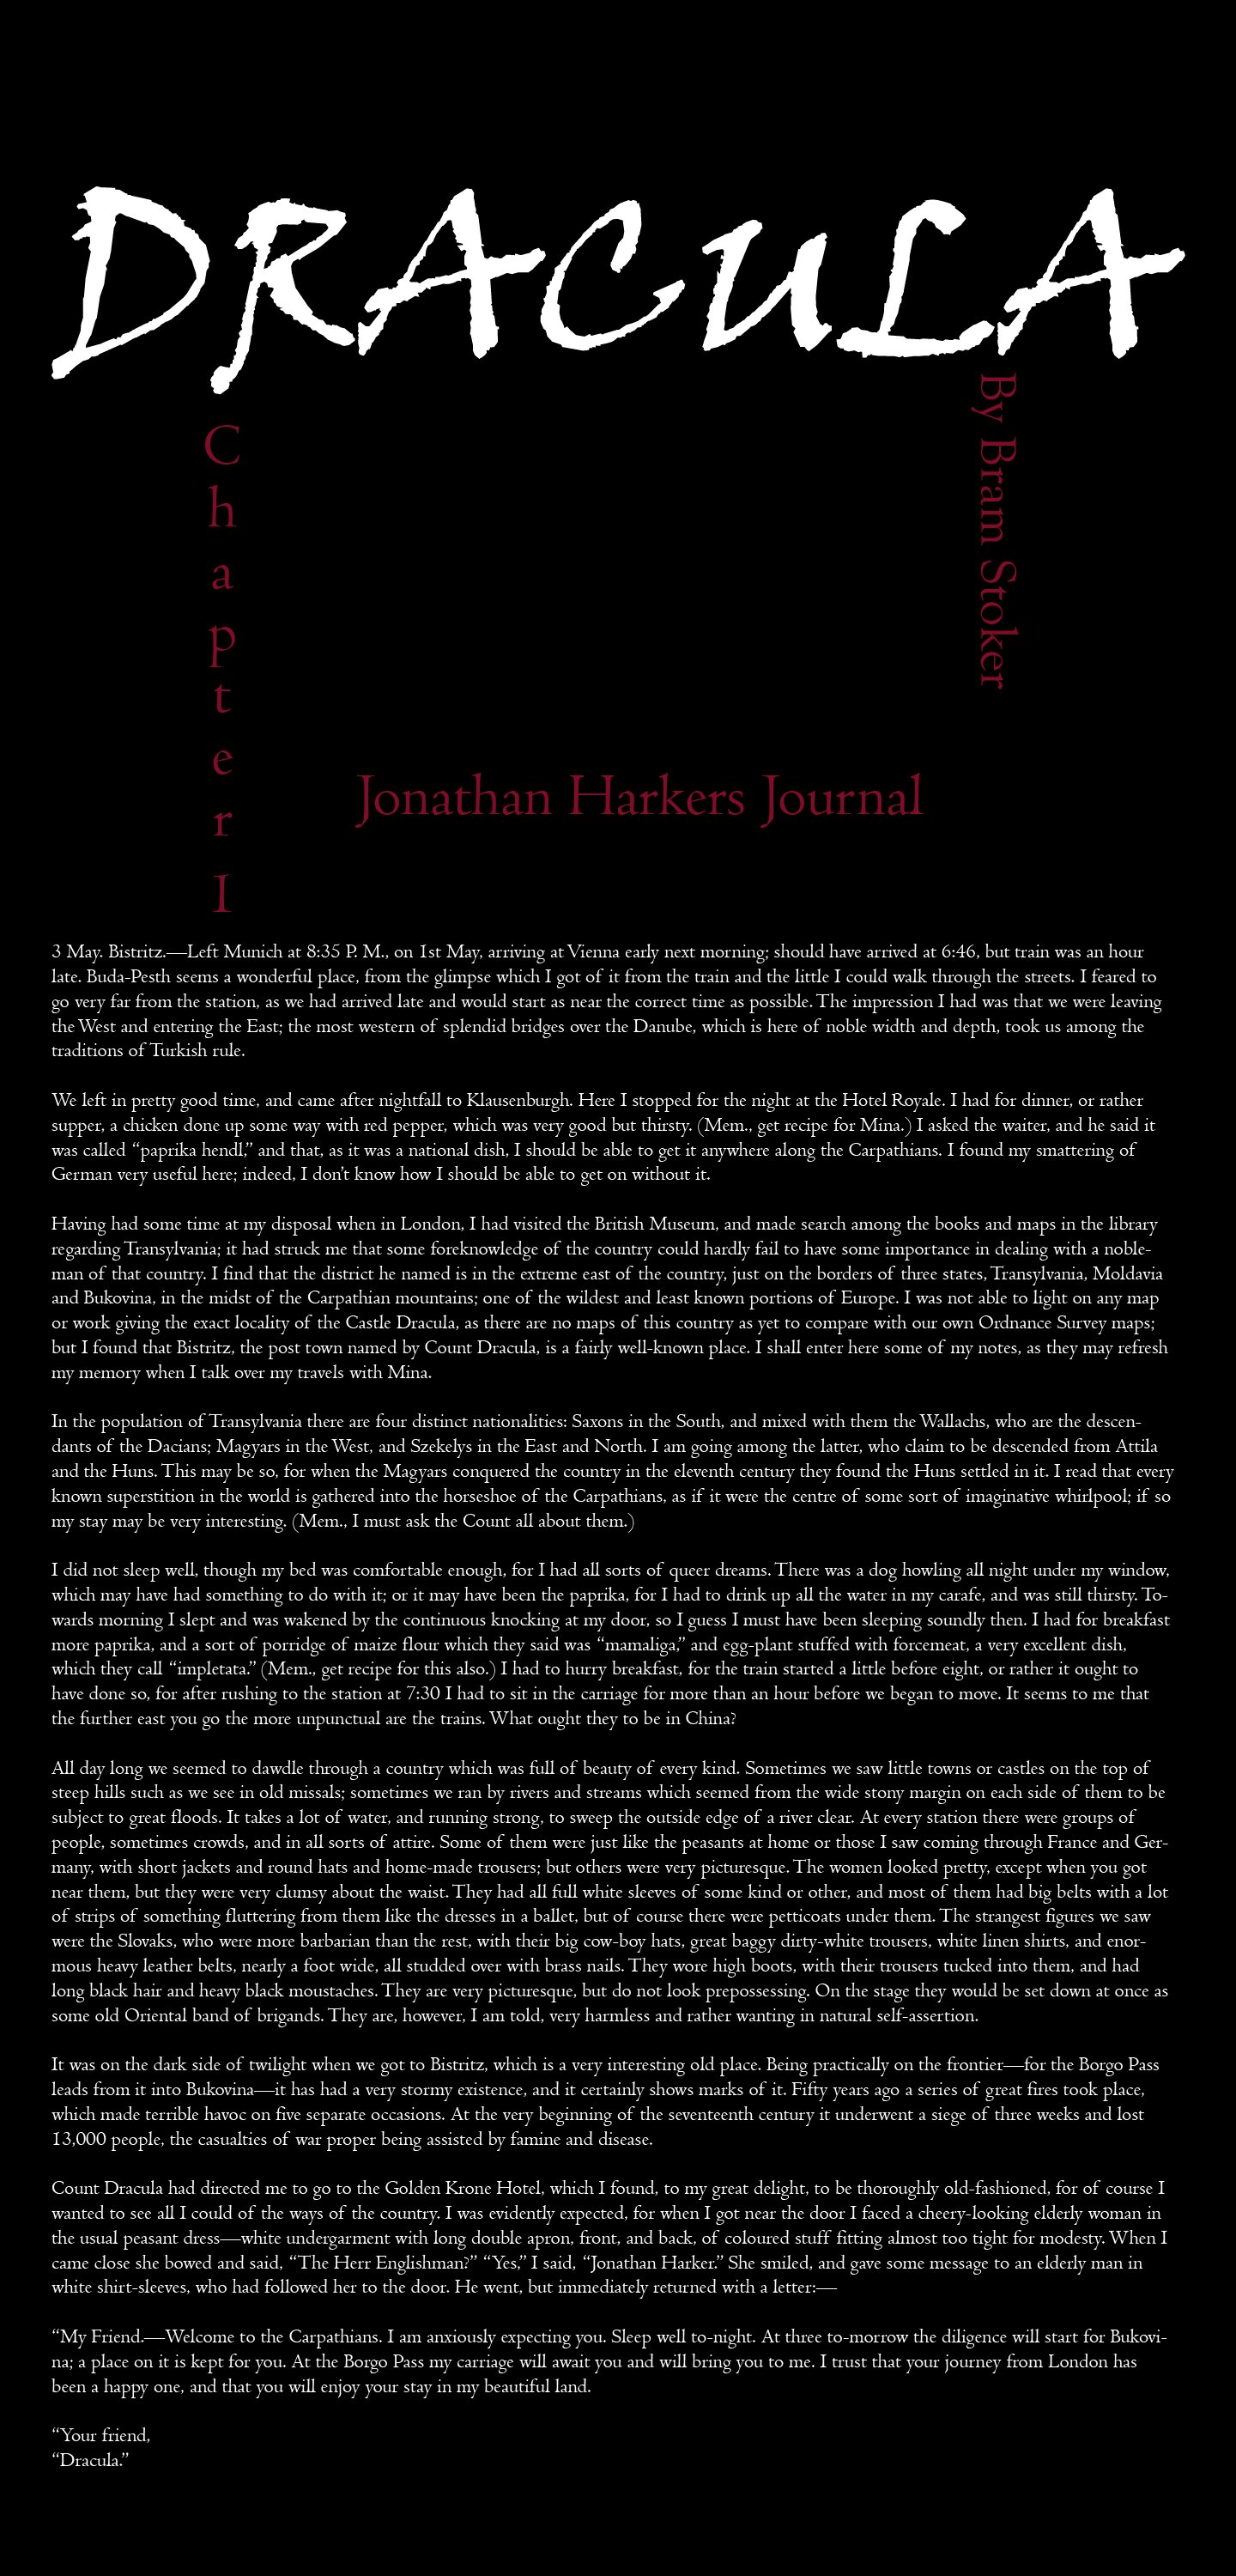 DRACULA
By Bram Stoker
Chapter I
Jonathan Harkers Journal
3 May. Bistritz.—Left Munich at 8:35 P. M., on 1st May, arriving at Vienna early next morning; should have arrived at 6:46, but train was an hour
late. Buda-Pesth seems a wonderful place, from the glimpse which I got of it from the train and the little I could walk through the streets. I feared to
go very far from the station, as we had arrived late and would start as near the correct time as possible. The impression I had was that we were leaving
the West and entering the East; the most western of splendid bridges over the Danube, which is here of noble width and depth, took us among the
traditions of Turkish rule.
We left in pretty good time, and came after nightfall to Klausenburgh. Here I stopped for the night at the Hotel Royale. I had for dinner, or rather
supper, a chicken done up some way with red pepper, which was very good but thirsty. (Mem., get recipe for Mina.) I asked the waiter, and he said it
was called “paprika hendl,” and that, as it was a national dish, I should be able to get it anywhere along the Carpathians. I found my smattering of
German very useful here; indeed, I don’t know how I should be able to get on without it.
Having had some time at my disposal when in London, I had visited the British Museum, and made search among the books and maps in the library
regarding Transylvania; it had struck me that some foreknowledge of the country could hardly fail to have some importance in dealing with a noble-
man of that country. I find that the district he named is in the extreme east of the country, just on the borders of three states, Transylvania, Moldavia
and Bukovina, in the midst of the Carpathian mountains; one of the wildest and least known portions of Europe. I was not able to light on any map
or work giving the exact locality of the Castle Dracula, as there are no maps of this country as yet to compare with our own Ordnance Survey maps;
but I found that Bistritz, the post town named by Count Dracula, is a fairly well-known place. I shall enter here some of my notes, as they may refresh
my memory when I talk over my travels with Mina.
In the population of Transylvania there are four distinct nationalities: Saxons in the South, and mixed with them the Wallachs, who are the descen-
dants of the Dacians; Magyars in the West, and Szekelys in the East and North. I am going among the latter, who claim to be descended from Attila
and the Huns. This may be so, for when the Magyars conquered the country in the eleventh century they found the Huns settled in it. I read that every
known superstition in the world is gathered into the horseshoe of the Carpathians, as if it were the centre of some sort of imaginative whirlpool; if so
my stay may be very interesting. (Mem., I must ask the Count all about them.)
I did not sleep well, though my bed was comfortable enough, for I had all sorts of queer dreams. There was a dog howling all night under my window,
which may have had something to do with it; or it may have been the paprika, for I had to drink up all the water in my carafe, and was still thirsty. To-
wards morning I slept and was wakened by the continuous knocking at my door, so I guess I must have been sleeping soundly then. I had for breakfast
more paprika, and a sort of porridge of maize flour which they said was “mamaliga,” and egg-plant stuffed with forcemeat, a very excellent dish,
which they call “impletata.” (Mem., get recipe for this also.) I had to hurry breakfast, for the train started a little before eight, or rather it ought to
have done so, for after rushing to the station at 7:30 I had to sit in the carriage for more than an hour before we began to move. It seems to me that
the further east you go the more unpunctual are the trains. What ought they to be in China?
All day long we seemed to dawdle through a country which was full of beauty of every kind. Sometimes we saw little towns or castles on the top of
steep hills such as we see in old missals; sometimes we ran by rivers and streams which seemed from the wide stony margin on each side of them to be
subject to great floods. It takes a lot of water, and running strong, to sweep the outside edge of a river clear. At every station there were groups of
people, sometimes crowds, and in all sorts of attire. Some of them were just like the peasants at home or those I saw coming through France and Ger-
many, with short jackets and round hats and home-made trousers; but others were very picturesque. The women looked pretty, except when you got
near them, but they were very clumsy about the waist. They had all full white sleeves of some kind or other, and most of them had big belts with a lot
of strips of something fluttering from them like the dresses in a ballet, but of course there were petticoats under them. The strangest figures we saw
were the Slovaks, who were more barbarian than the rest, with their big cow-boy hats, great baggy dirty-white trousers, white linen shirts, and enor-
mous heavy leather belts, nearly a foot wide, all studded over with brass nails. They wore high boots, with their trousers tucked into them, and had
long black hair and heavy black moustaches. They are very picturesque, but do not look prepossessing. On the stage they would be set down at once as
some old Oriental band of brigands. They are, however, I am told, very harmless and rather wanting in natural self-assertion.
It was on the dark side of twilight when we got to Bistritz, which is a very interesting old place. Being practically on the frontier—for the Borgo Pass
leads from it into Bukovina—it has had a very stormy existence, and it certainly shows marks of it. Fifty years ago a series of great fires took place,
which made terrible havoc on five separate occasions. At the very beginning of the seventeenth century it underwent a siege of three weeks and lost
13,000 people, the casualties of war proper being assisted by famine and disease.
Count Dracula had directed me to go to the Golden Krone Hotel, which I found, to my great delight, to be thoroughly old-fashioned, for of course I
wanted to see all I could of the ways of the country. I was evidently expected, for when I got near the door I faced a cheery-looking elderly woman in
the usual peasant dress—white undergarment with long double apron, front, and back, of coloured stuff fitting almost too tight for modesty. When I
came close she bowed and said, “The Herr Englishman?” “Yes,” I said, “Jonathan Harker.” She smiled, and gave some message to an elderly man in
white shirt-sleeves, who had followed her to the door. He went, but immediately returned with a letter:—
“My Friend.—Welcome to the Carpathians. I am anxiously expecting you. Sleep well to-night. At three to-morrow the diligence will start for Bukovi-
na; a place on it is kept for you. At the Borgo Pass my carriage will await you and will bring you to me. I trust that your journey from London has
been a happy one, and that you will enjoy your stay in my beautiful land.
“Your friend,
“Dracula.”